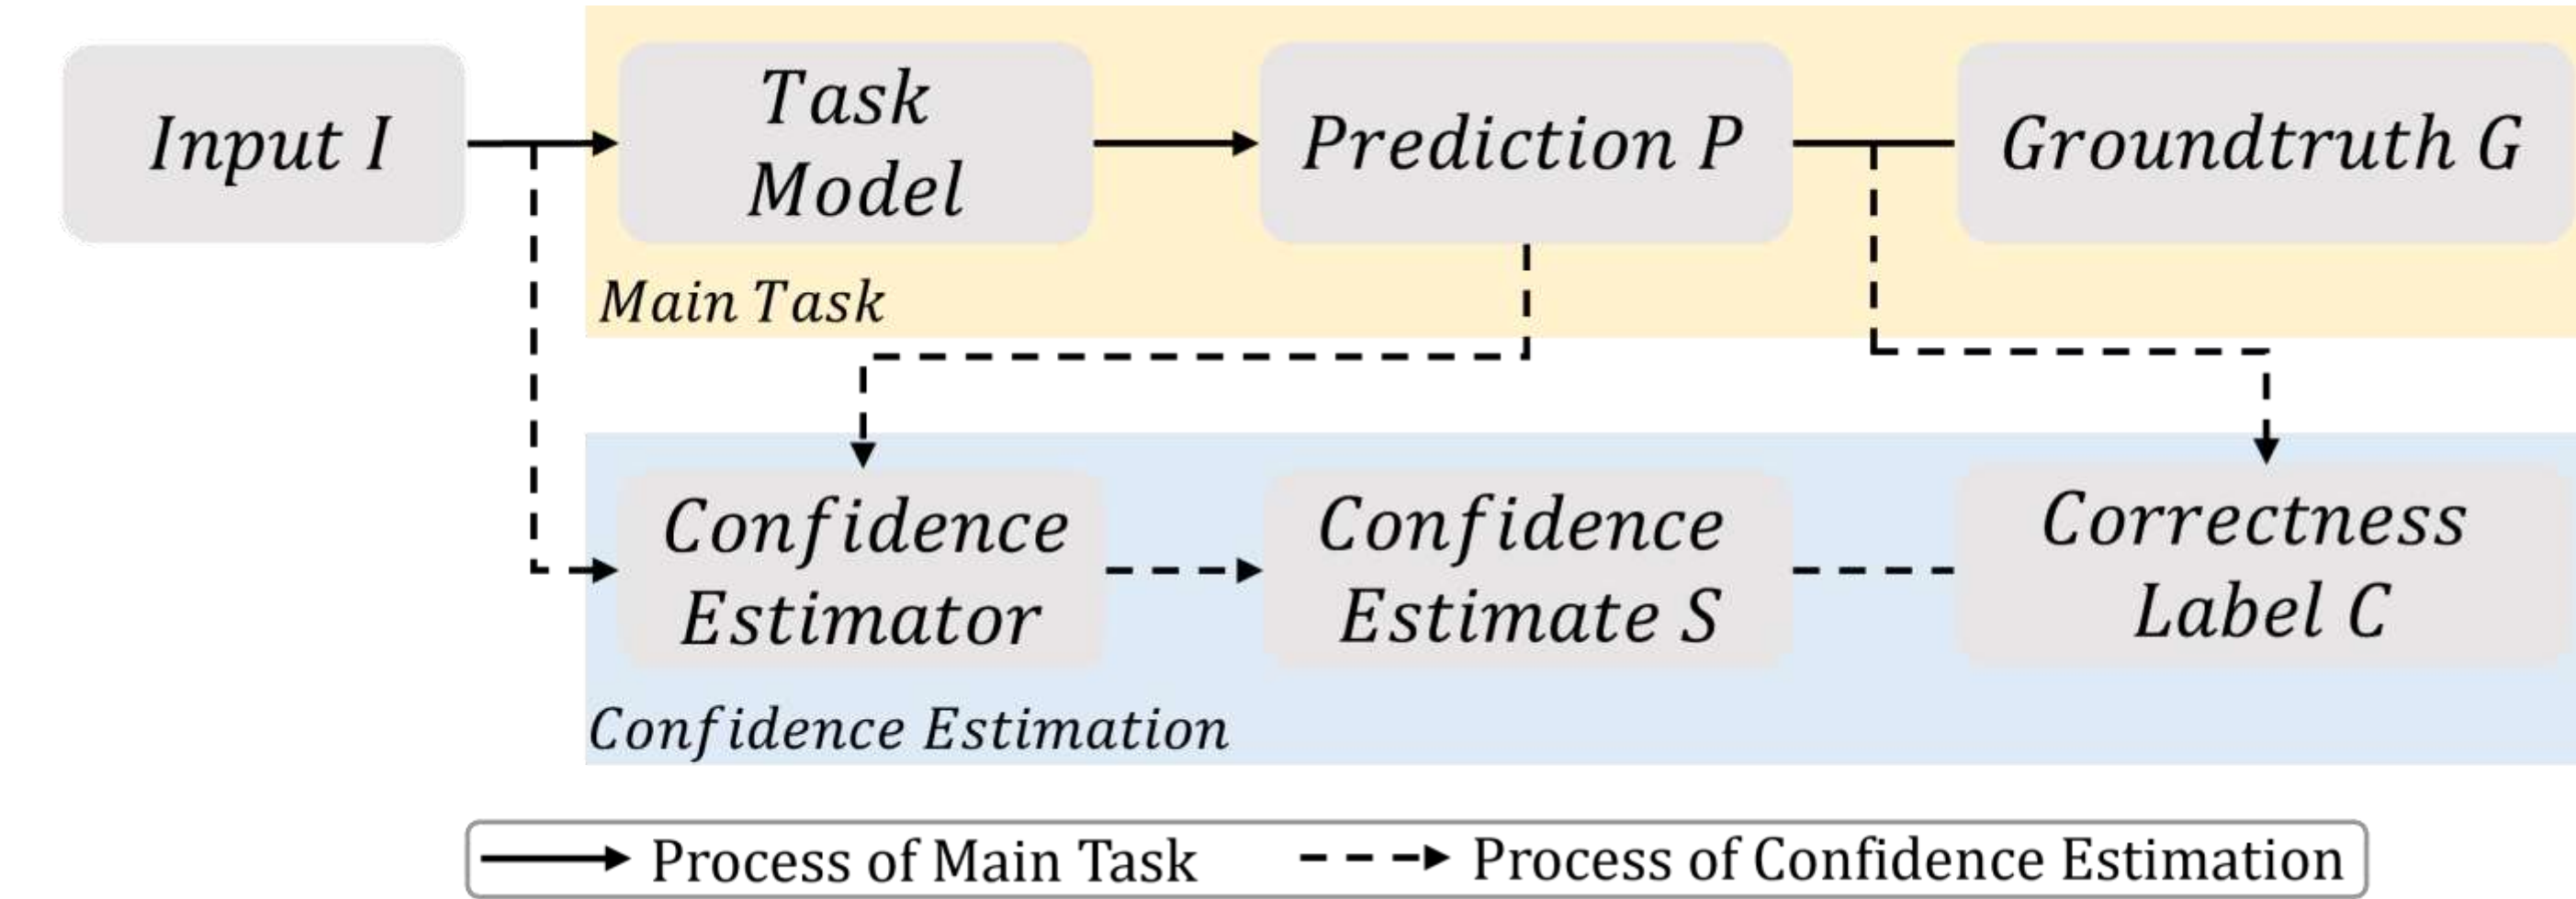 Input I
Task
Model
Prediction P
Groundtruth G
Main Task
Confidence
Estimator
Confidence
Estimate S
Correctness
Label C
Confidence Estimation
Process of Main Task
Process of Confidence Estimation